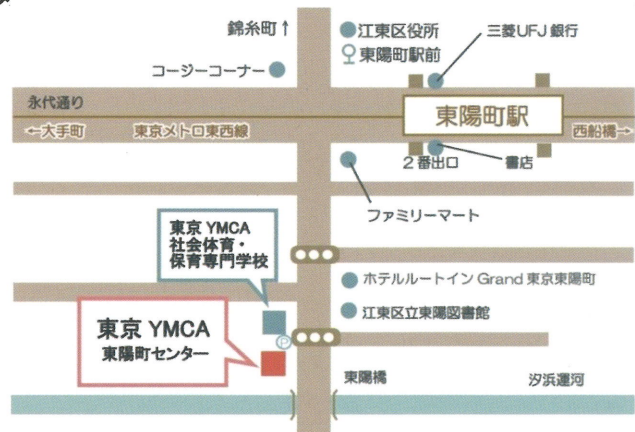 錦糸町↑
江東区役所
東陽町駅前
三菱UFJ銀行
コージーコーナー
永代通り
東陽町駅
←大手町
東京メトロ東西線
西船橋→
2番出口
書店
ファミリーマート
東京YMCA
社会体育・
保育専門学校
ホテルルートイン Grand 東京東陽町
江東区立東陽図書館
東京 YMCA
東陽町センター
P
東陽橋
汐浜運河